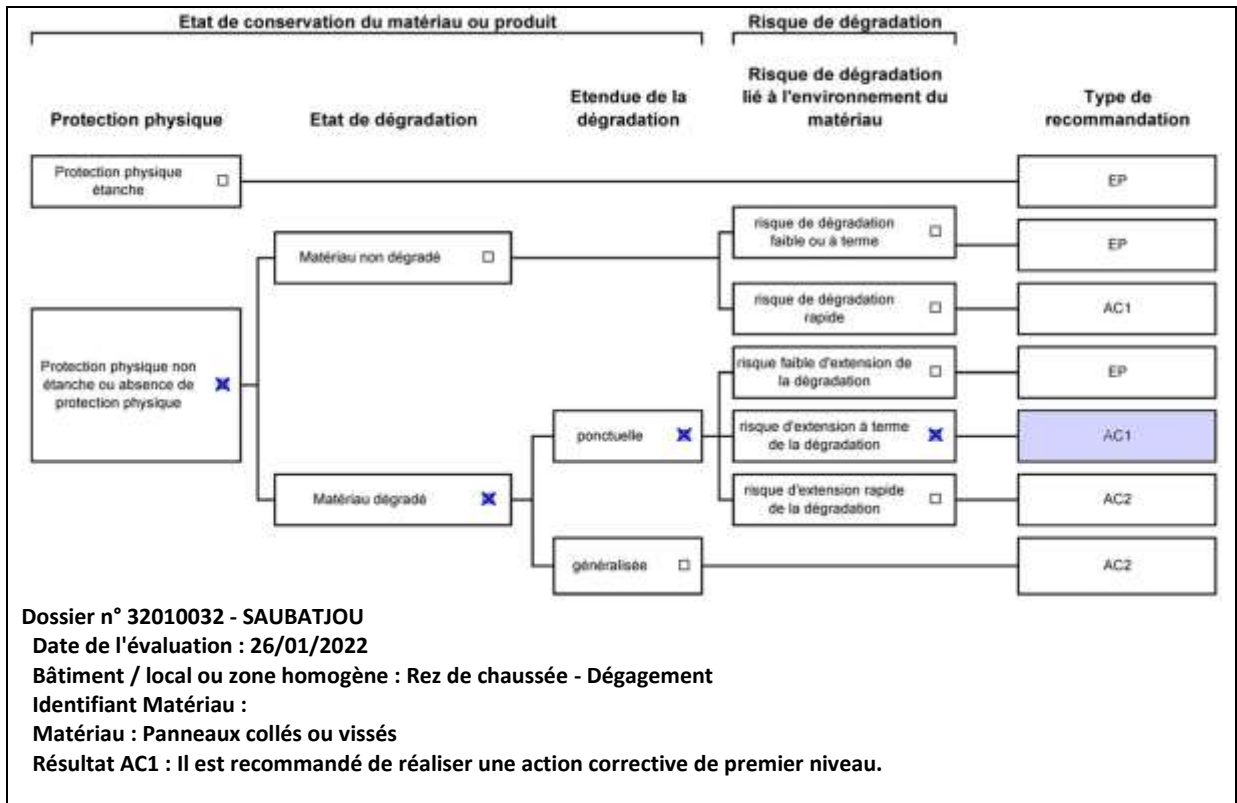 Etat de conservation du matériau ou produit
Risque de dégradation
Protection physique
Etat de dégradation
Etendue de la
dégradation
Risque de dégradation
lié à l'environnement du
matériau
Type de
recommandation
Protection physique
étanche
EP
risque de dégradation
faible ou à terme
EP
Matériau non dégradé
risque de dégradation
rapide
AC1
Protection physique non
étanche ou absence de
protection physique
risque faible d'extension de
la dégradation
EP
ponctuelle
risque d'extension à terme
de la dégradation
AC1
Matériau dégradé
risque d'extension rapide
de la dégradation
AC2
généralisée
AC2
Dossier n° 32010032 - SAUBATJOU
Date de l'évaluation : 26/01/2022
Bâtiment / local ou zone homogène : Rez de chaussée - Dégagement
Identifiant Matériau :
Matériau : Panneaux collés ou vissés
Résultat AC1 : Il est recommandé de réaliser une action corrective de premier niveau.